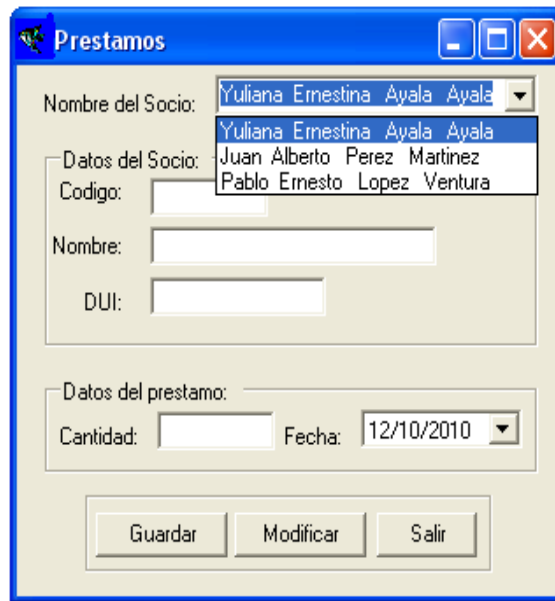 Prestamos
Nombre del Socio: Yuliana Ernestina Ayala Ayala
Yuliana Ernestina Ayala Ayala
Juan Alberto Perez Martinez
Pablo Ernesto Lopez Ventura
Datos del Socio:
Codigo:
Nombre:
DUI:
Datos del prestamo:
Cantidad: Fecha: 12/10/2010
Guardar Modificar Salir